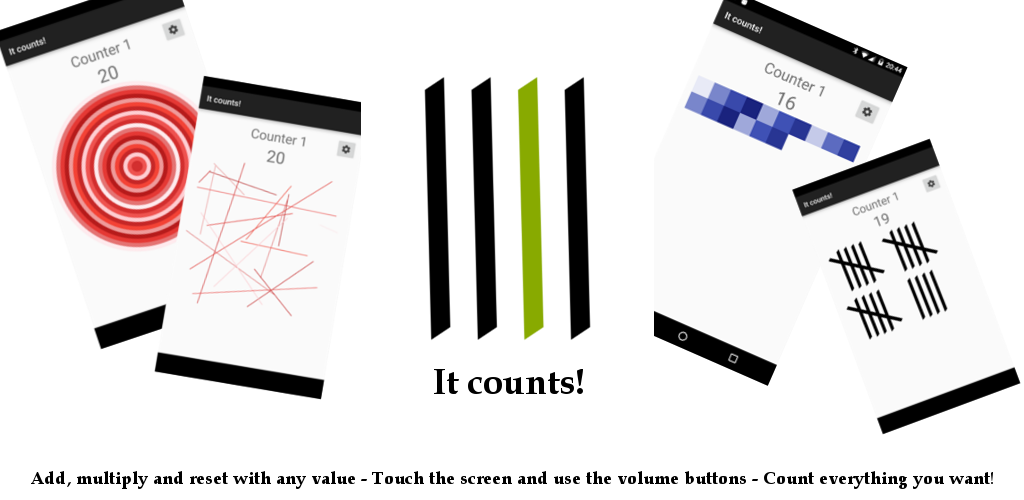 It counts!
Counter 1
20
It counts!
Counter 1
20
It counts!
It counts!
20:44
Counter 1
16
It counts!
Counter 1
19
Add, multiply and reset with any value - Touch the screen and use the volume buttons - Count everything you want!